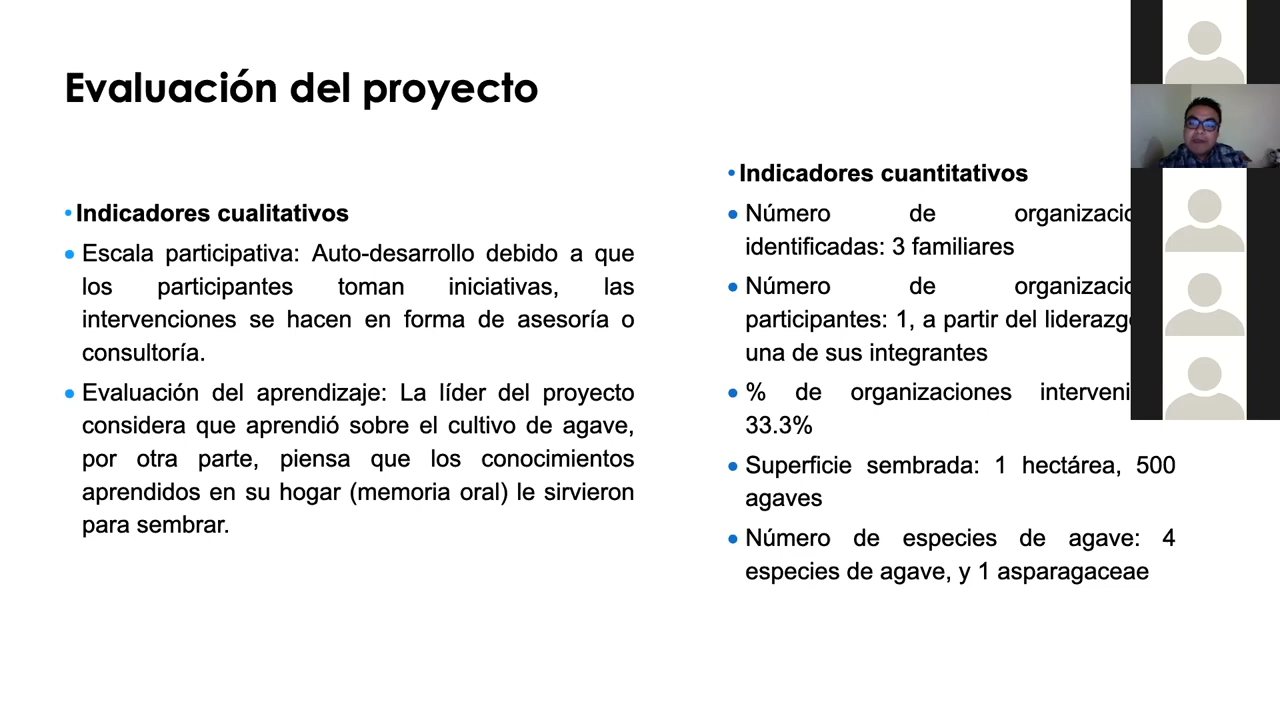 Evaluación del proyecto
• Indicadores cualitativos
• Escala participativa: Auto-desarrollo debido a que
los participantes toman iniciativas, las
intervenciones se hacen en forma de asesoría o
consultoría.
• Evaluación del aprendizaje: La líder del proyecto
considera que aprendió sobre el cultivo de agave,
por otra parte, piensa que los conocimientos
aprendidos en su hogar (memoria oral) le sirvieron
para sembrar.
• Indicadores cuantitativos
• Número de
identificadas: 3 familiares
• Número de
participantes: 1, a partir del
una de sus integrantes
• % de organizaciones
33.3%
• Superficie sembrada: 1 hectárea, 500
agaves
• Número de especies de agave: 4
especies de agave, y 1 asparagaceae